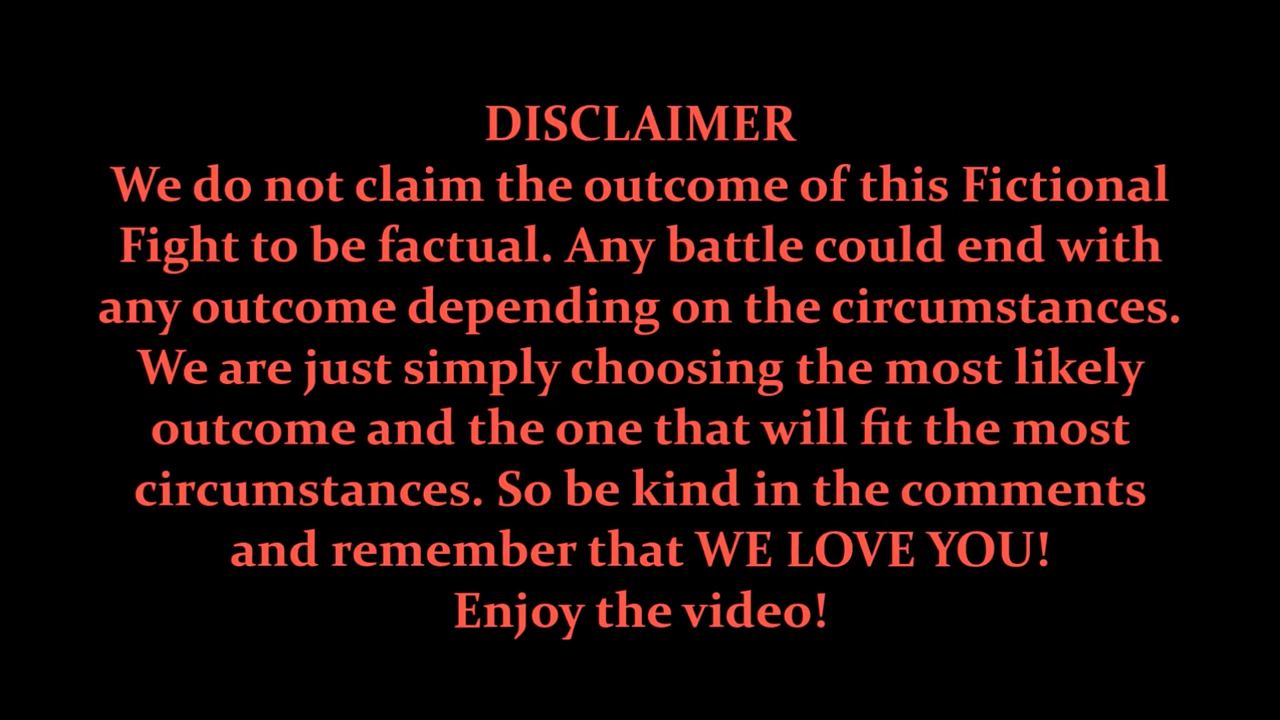 DISCLAIMER
We do not claim the outcome of this Fictional
Fight to be factual. Any battle could end with
any outcome depending on the circumstances.
We are just simply choosing the most likely
outcome and the one that will fit the most
circumstances. So be kind in the comments
and remember that WE LOVE YOU!
Enjoy the video!